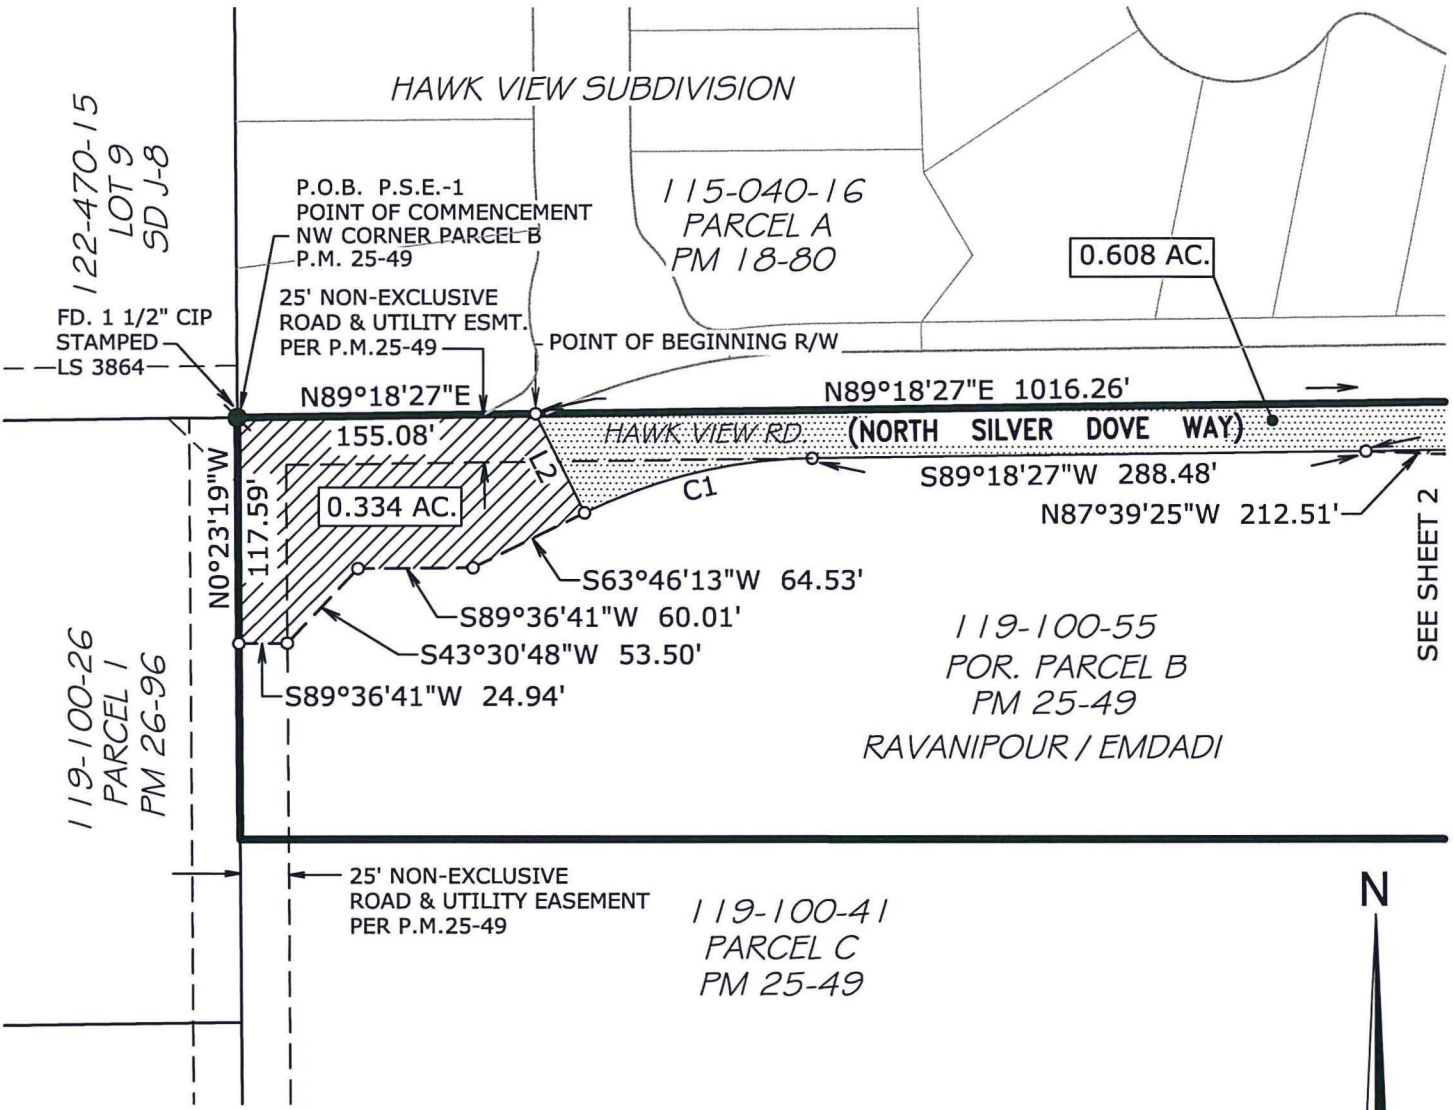 HAWK VIEW SUBDIVISION
122-470-15
LOT 9
SD J-8
P.O.B. P.S.E.-1
POINT OF COMMENCEMENT
NW CORNER PARCEL B
P.M. 25-49
115-040-16
PARCEL A
PM 18-80
0.608 AC.
25' NON-EXCLUSIVE
ROAD & UTILITY ESMT.
PER P.M.25-49
FD. 1 1/2" CIP
STAMPED
LS 3864
POINT OF BEGINNING R/W
N89°18'27"E
155.08'
N89°18'27"E 1016.26'
HAWK VIEW RD.
(NORTH SILVER DOVE WAY)
L2
C1
S89°18'27"W 288.48'
N87°39'25"W 212.51'
SEE SHEET 2
0.334 AC.
N0°23'19"W
117.59'
S63°46'13"W 64.53'
S89°36'41"W 60.01'
S43°30'48"W 53.50'
S89°36'41"W 24.94'
119-100-26
PARCEL 1
PM 26-96
119-100-55
POR. PARCEL B
PM 25-49
RAVANIPOUR / EMDADI
25' NON-EXCLUSIVE
ROAD & UTILITY EASEMENT
PER P.M.25-49
119-100-41
PARCEL C
PM 25-49
N